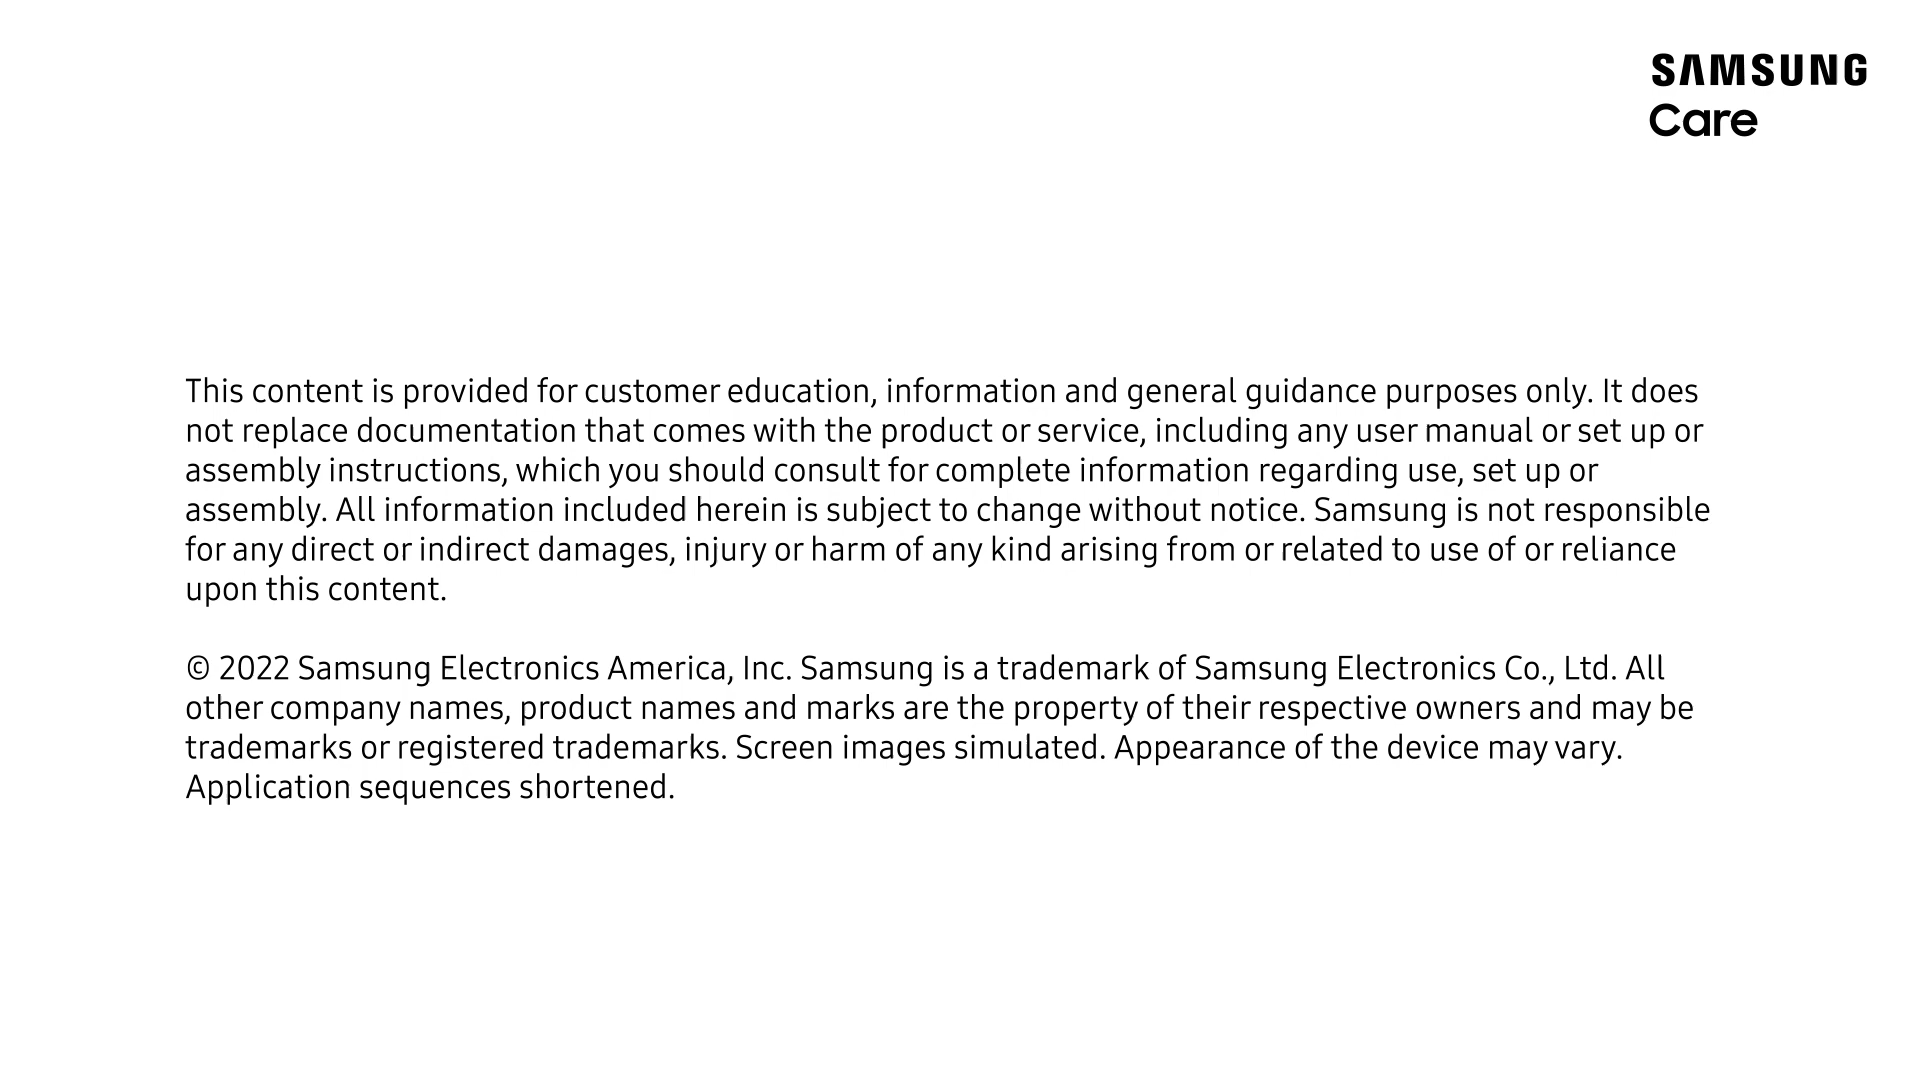 SAMSUNG
Care
This content is provided for customer education, information and general guidance purposes only. It does
not replace documentation that comes with the product or service, including any user manual or set up or
assembly instructions, which you should consult for complete information regarding use, set up or
assembly. All information included herein is subject to change without notice. Samsung is not responsible
for any direct or indirect damages, injury or harm of any kind arising from or related to use of or reliance
upon this content.
© 2022 Samsung Electronics America, Inc. Samsung is a trademark of Samsung Electronics Co., Ltd. All
other company names, product names and marks are the property of their respective owners and may be
trademarks or registered trademarks. Screen images simulated. Appearance of the device may vary.
Application sequences shortened.